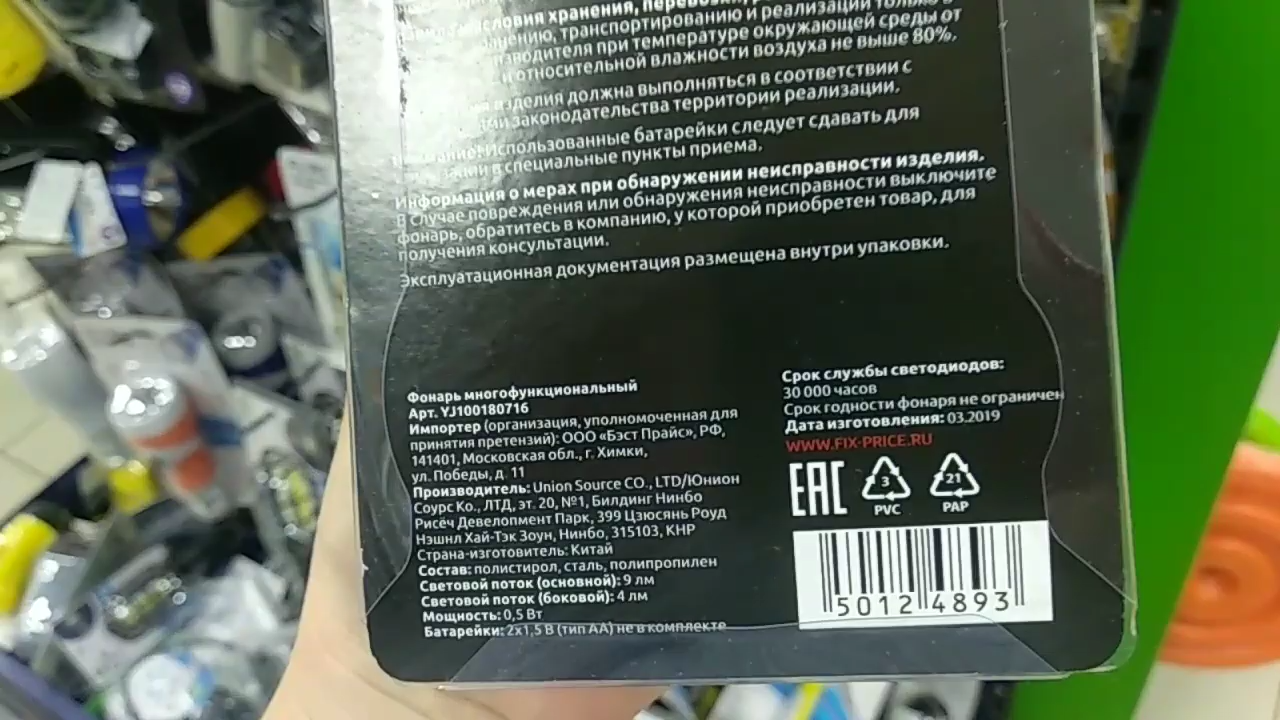 условия хранения, перевозки,
транспортированию и реализации только в
при температуре окружающей среды от
и относительной влажности воздуха не выше 80%.
изделия должна выполняться в соответствии с
законодательства территории реализации.
Использованные батарейки следует сдавать для
в специальные пункты приема.
Информация о мерах при обнаружении неисправности изделия.
В случае повреждения или обнаружения неисправности выключите
фонарь, обратитесь в компанию, у которой приобретен товар, для
получения консультации.
Эксплуатационная документация размещена внутри упаковки.
Фонарь многофункциональный
Арт. YJ100180716
Импортер (организация, уполномоченная для
принятия претензий): ООО «Бэст Прайс», РФ,
141401, Московская обл., г. Химки,
ул. Победы, д. 11
Производитель: Union Source CO., LTD/Юнион
Соурс Ко., ЛТД, эт. 20, №1, Билдинг Нинбо
Рисёч Девелопмент Парк, 399 Цзюсянь Роуд
Нэшнл Хай-Тэк Зоун, Нинбо, 315103, КНР
Страна-изготовитель: Китай
Состав: полистирол, сталь, полипропилен
Световой поток (основной): 9 лм
Световой поток (боковой): 4 лм
Мощность: 0,5 Вт
Батарейки: 2x1,5 В (тип АА) не в комплекте
Срок службы светодиодов:
30 000 часов
Срок годности фонаря не ограничен
Дата изготовления: 03.2019
WWW.FIX-PRICE.RU
EAC
3
PVC
21
PAP
5012 4893